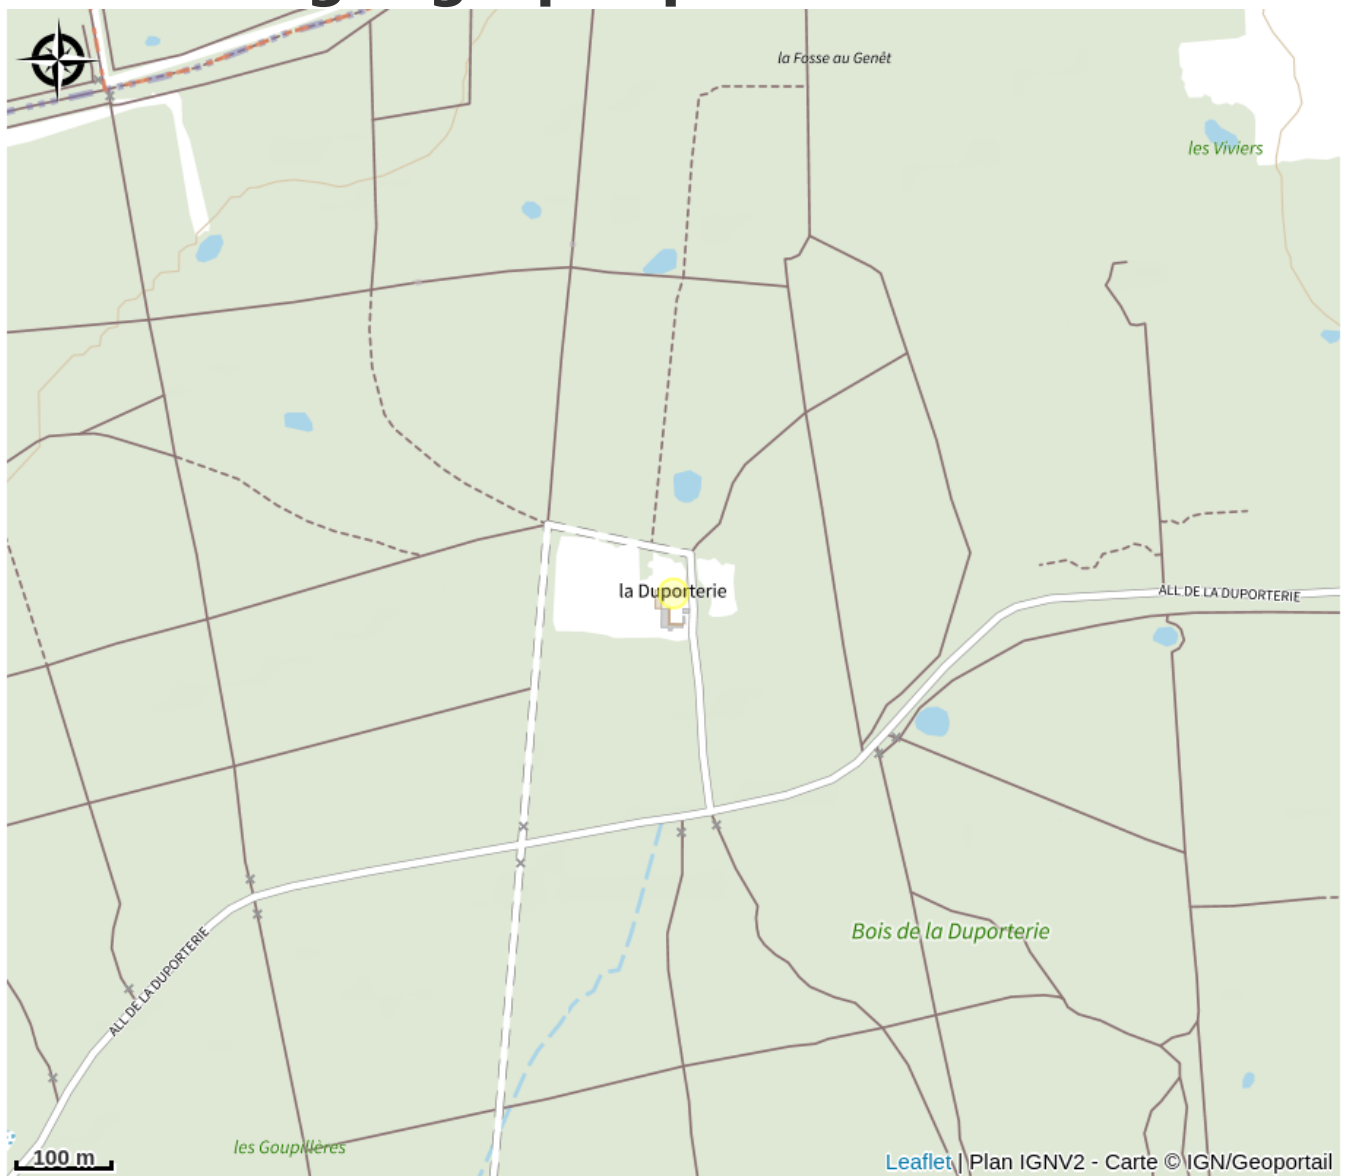 la Fosse au Genêt
les Viviers
la Duporterie
ALL DE LA DUPORTERIE
Bois de la Duporterie
ALL DE LA DUPORTERIE
les Goupillères
100 m
Leaflet | Plan IGNV2 - Carte © IGN/Geoportail